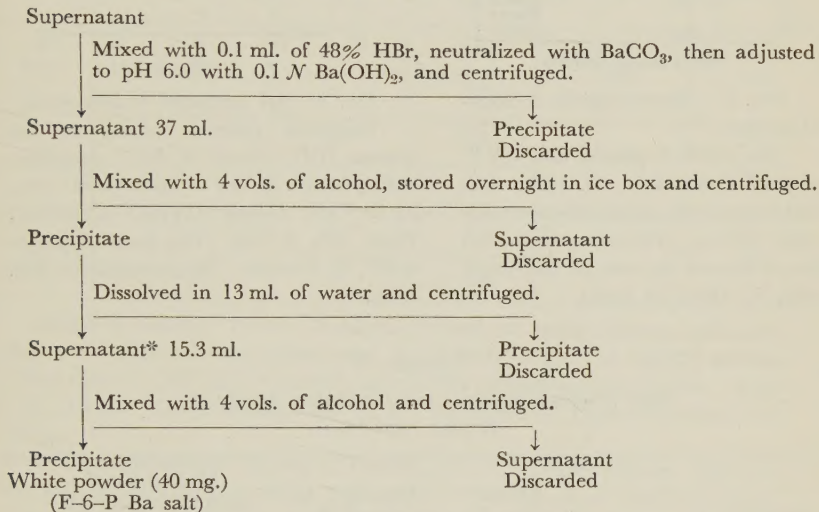 Supernatant
Mixed with 0.1 ml. of 48% HBr, neutralized with BaCO₃, then adjusted
to pH 6.0 with 0.1 N Ba(OH)₂, and centrifuged.
Supernatant 37 ml. Precipitate
Discarded
Mixed with 4 vols. of alcohol, stored overnight in ice box and centrifuged.
Precipitate Supernatant
Discarded
Dissolved in 13 ml. of water and centrifuged.
Supernatant* 15.3 ml. Precipitate
Discarded
Mixed with 4 vols. of alcohol and centrifuged.
Precipitate Supernatant
White powder (40 mg.) Discarded
(F–6–P Ba salt)